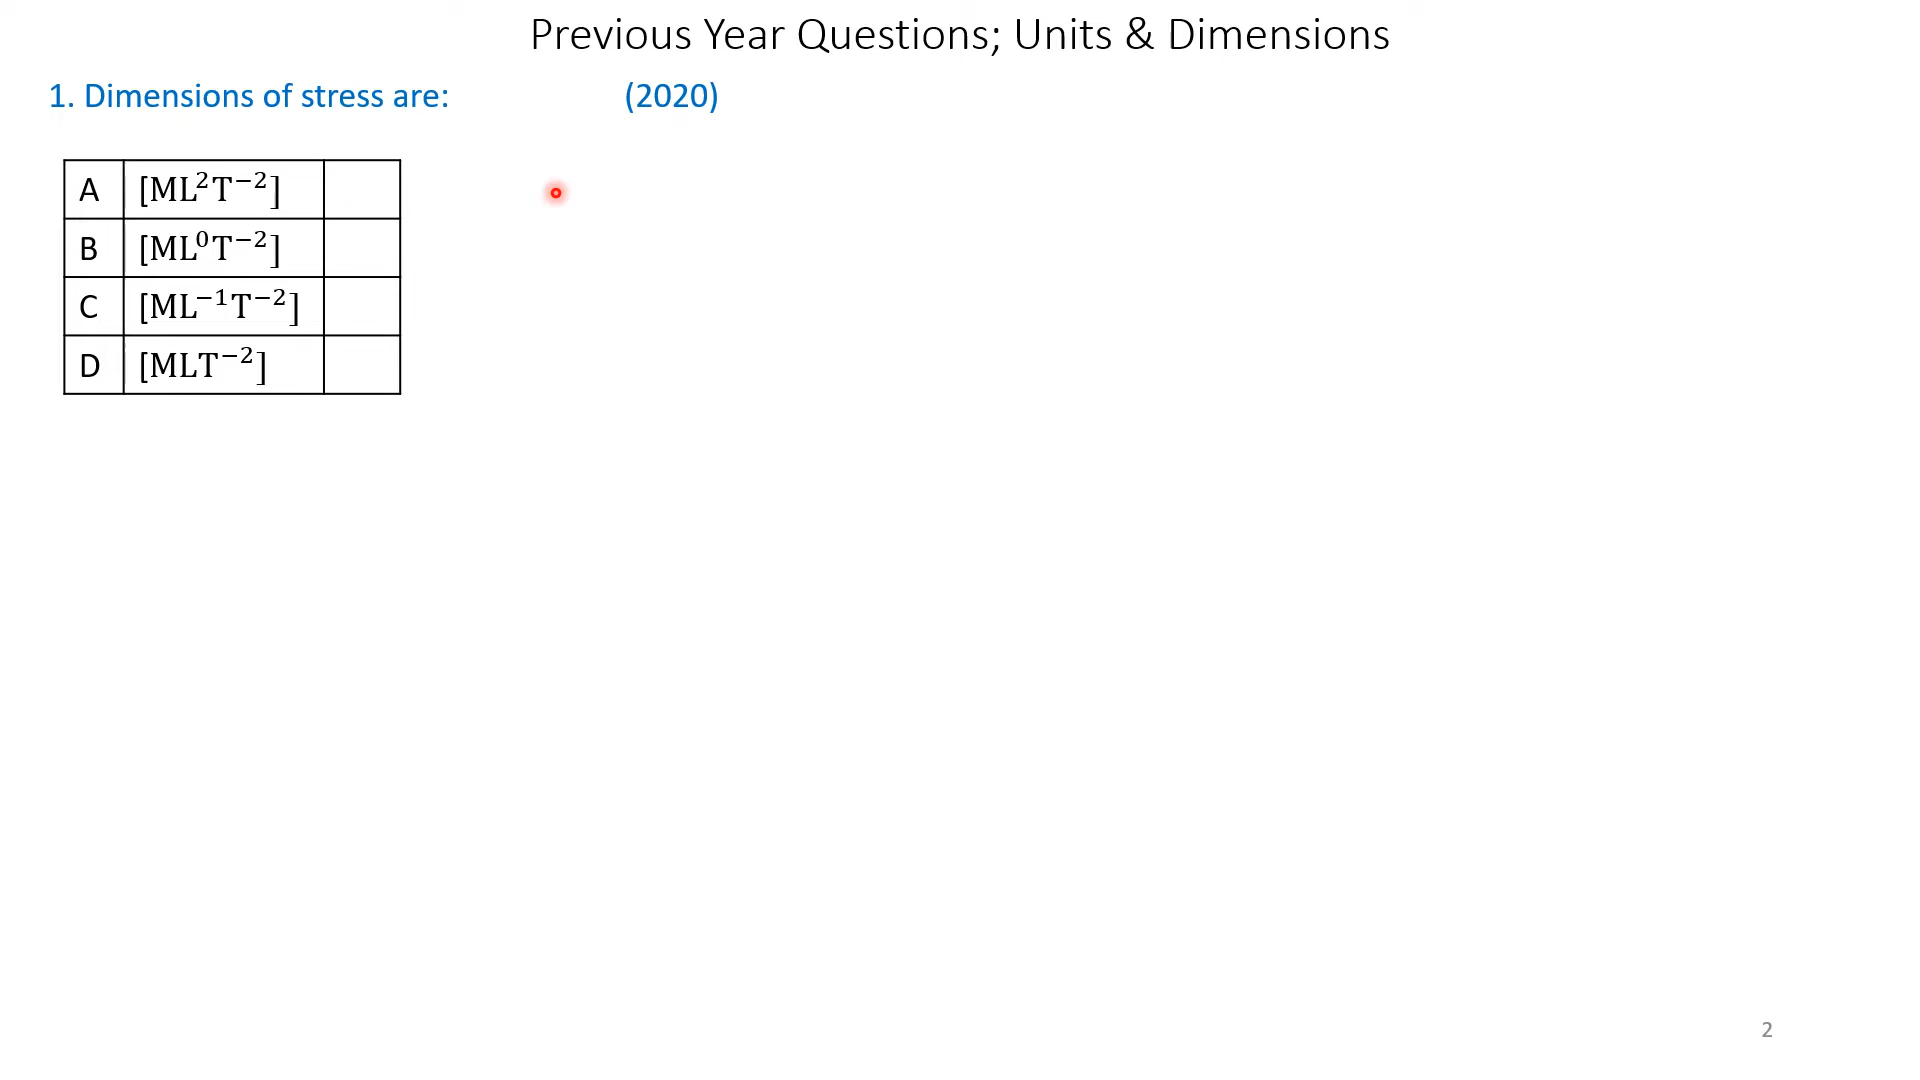 Previous Year Questions; Units & Dimensions
1. Dimensions of stress are: (2020)
A [ML²T⁻²]
B [ML⁰T⁻²]
C [ML⁻¹T⁻²]
D [MLT⁻²]
2